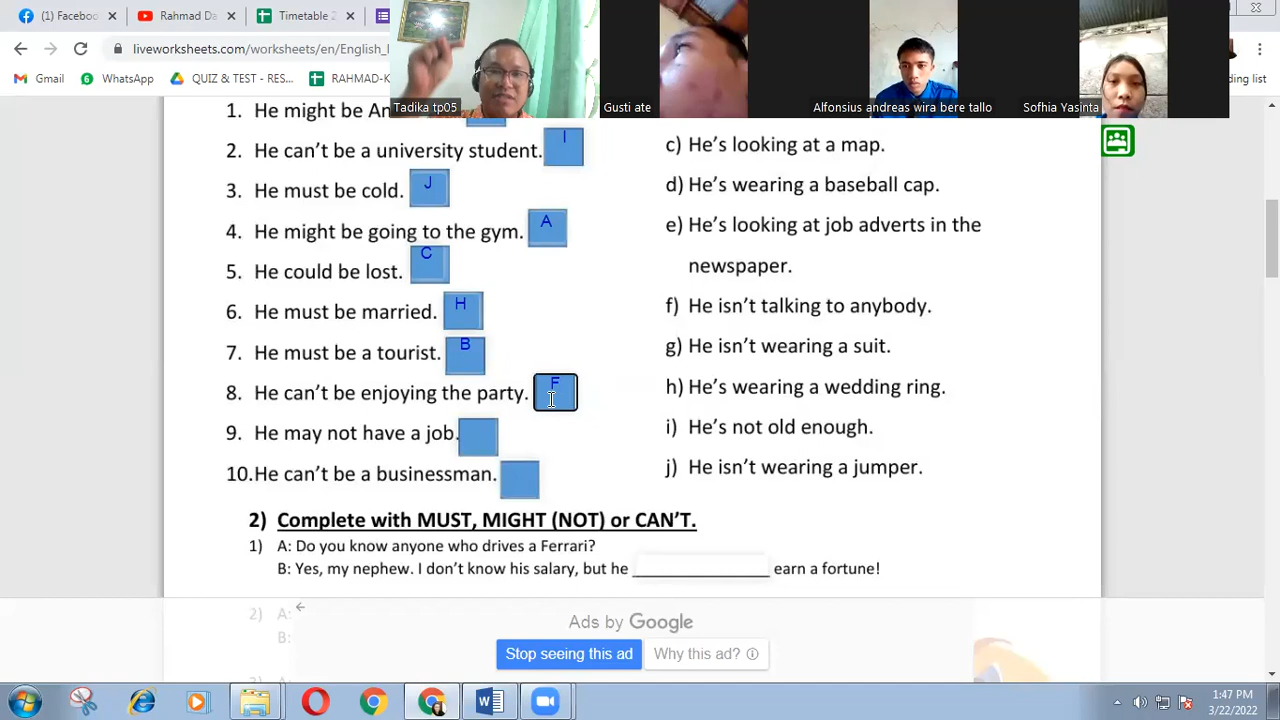 (1) Faceboo
Rahmad Da
Timetable Z
liveworksheets.com/worksheets/en/English_l
Gmail
6
WhatsApp
QUIZ & TEST - RES
RAHMAD-K
ding list
Tadika tp05
Gusti ate
Alfonsius andreas wira bere tallo
Sofhia Yasinta
1. He might be An
2. He can't be a university student.
I
3. He must be cold.
J
4. He might be going to the gym.
A
5. He could be lost.
C
6. He must be married.
H
7. He must be a tourist.
B
8. He can't be enjoying the party.
F
9. He may not have a job.
10. He can't be a businessman.
c) He's looking at a map.
d) He's wearing a baseball cap.
e) He's looking at job adverts in the
newspaper.
f) He isn't talking to anybody.
g) He isn't wearing a suit.
h) He's wearing a wedding ring.
i) He's not old enough.
j) He isn't wearing a jumper.
2) Complete with MUST, MIGHT (NOT) or CAN'T.
1) A: Do you know anyone who drives a Ferrari?
B: Yes, my nephew. I don't know his salary, but he ______________ earn a fortune!
2) A:
B:
Ads by Google
Stop seeing this ad
Why this ad?
1:47 PM
3/22/2022